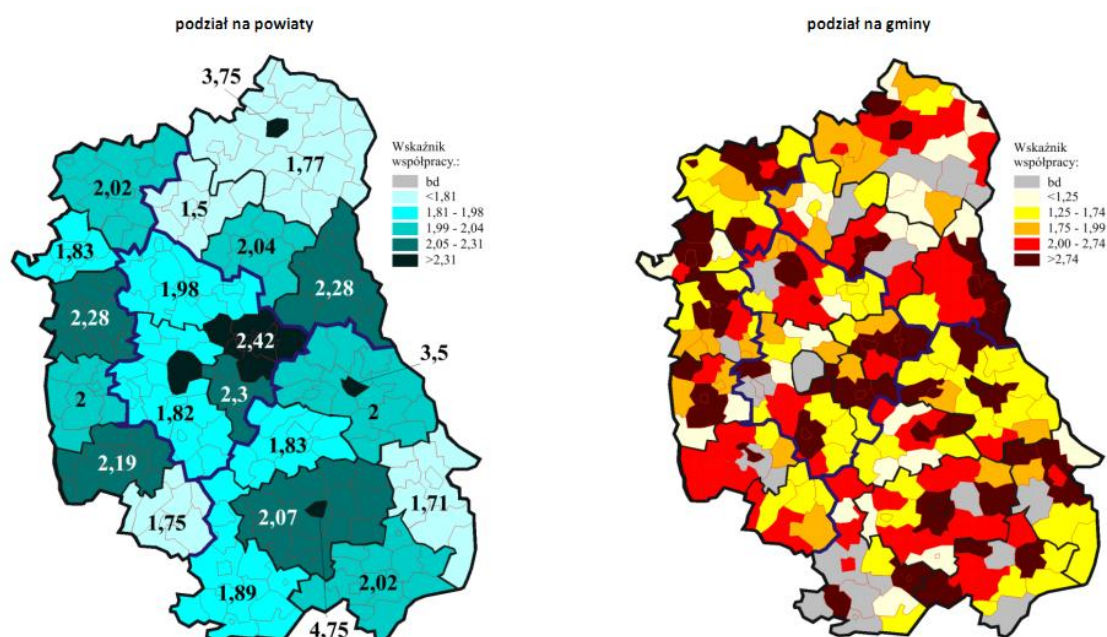 podział na powiaty
podział na gminy
3,75
Wskaźnik
współpracy.:
bd
<1,81
1,81 - 1,98
1,99 - 2,04
2,05 - 2,31
>2,31
1,77
2,02
1,5
1,83
2,04
1,98
2,28
2,28
2,42
3,5
2,3
2
2
1,82
1,83
2,19
1,71
2,07
1,75
2,02
1,89
4,75
Wskaźnik
współpracy:
bd
<1,25
1,25 - 1,74
1,75 - 1,99
2,00 - 2,74
>2,74